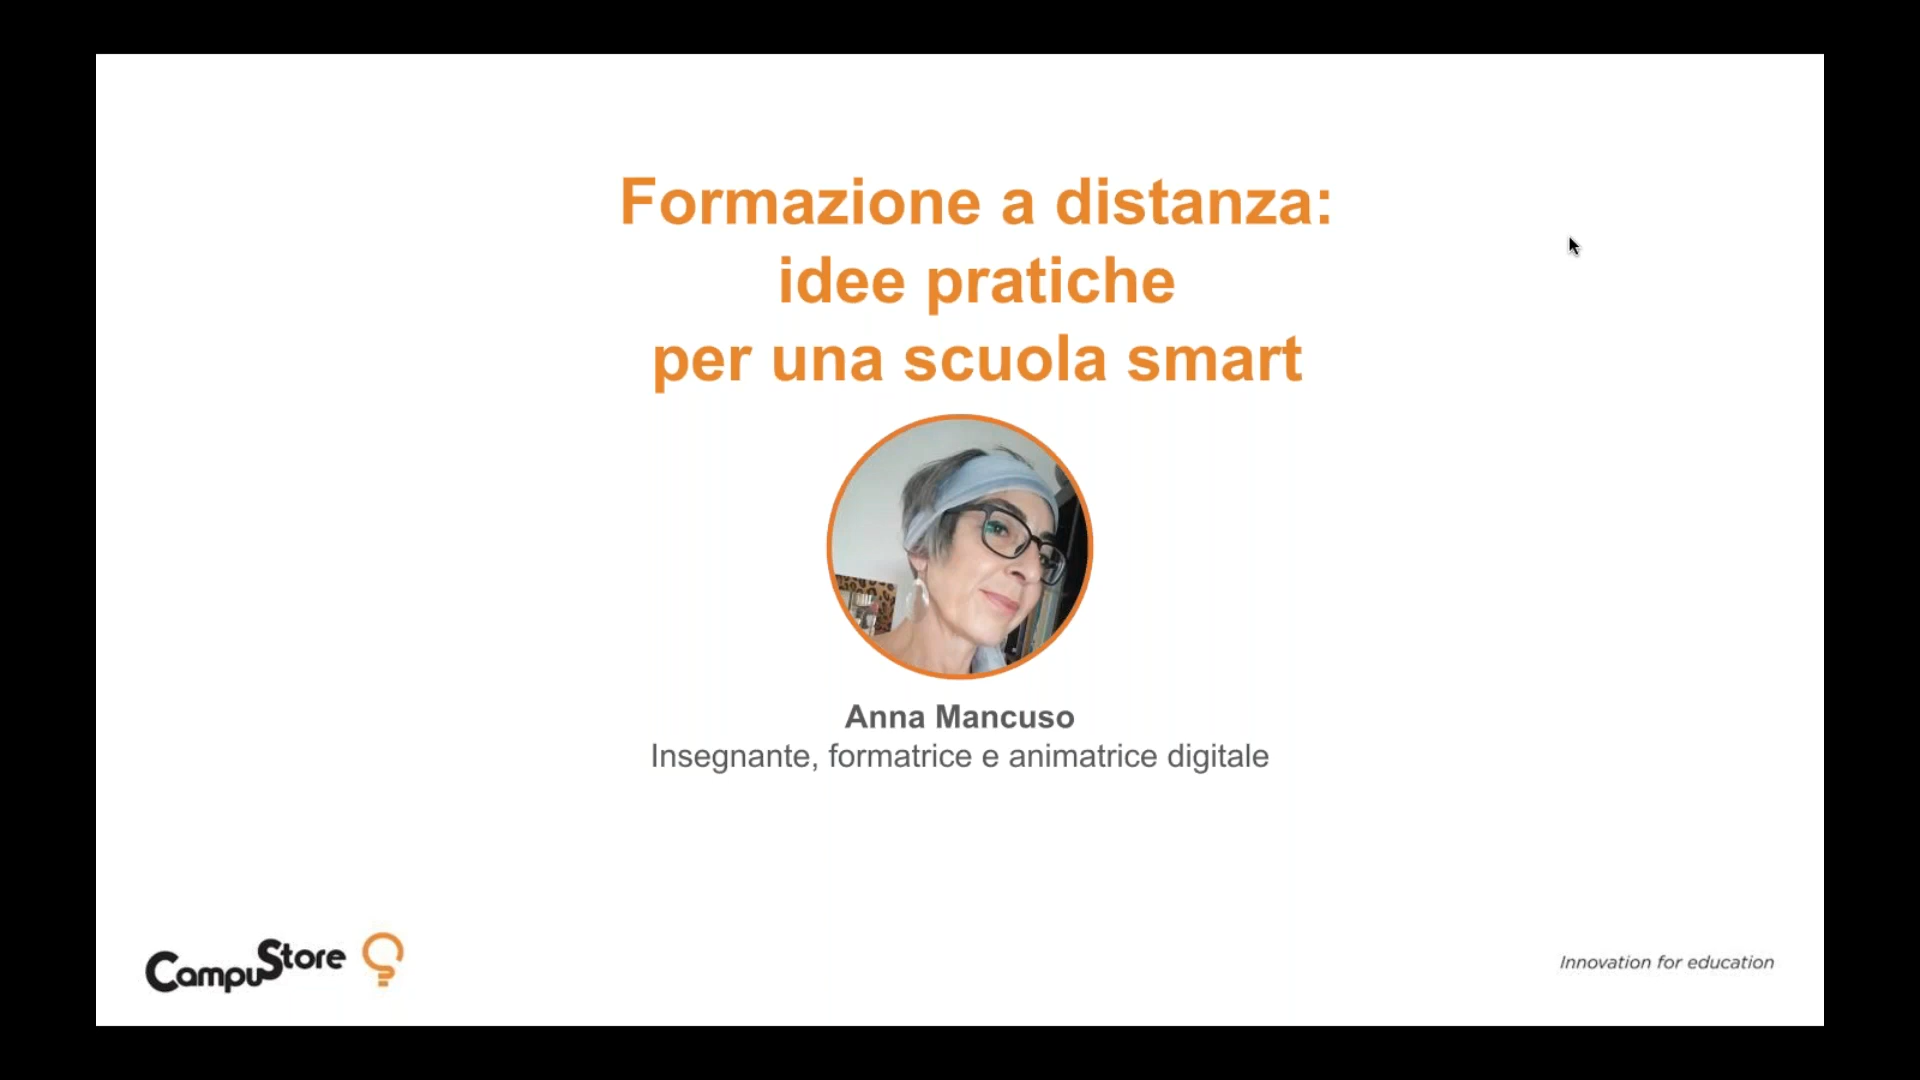 Formazione a distanza:
idee pratiche
per una scuola smart
Anna Mancuso
Insegnante, formatrice e animatrice digitale
CampuStore
Innovation for education